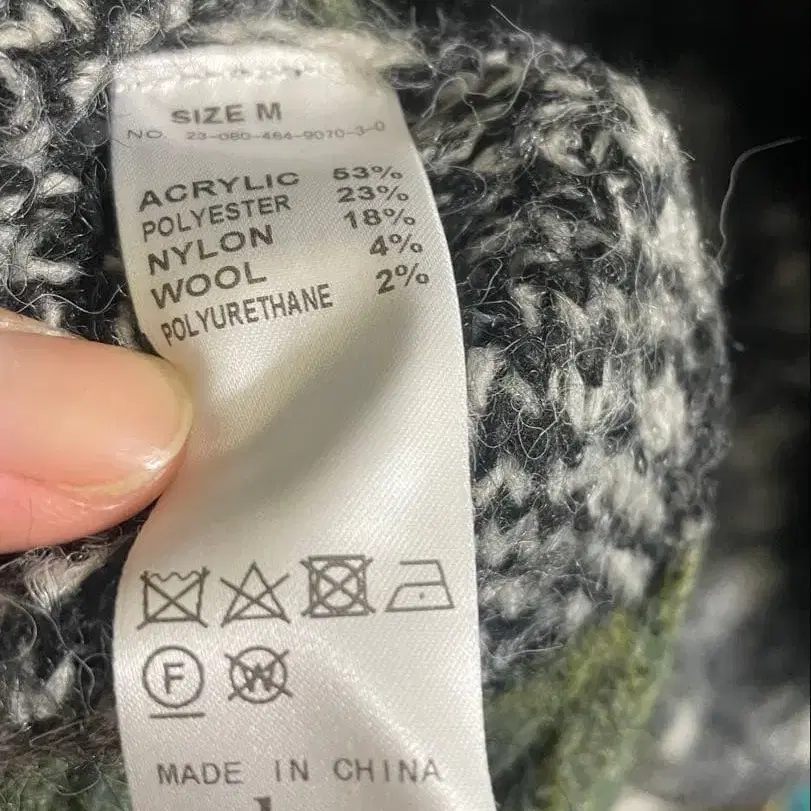 SIZE M
NO. 23-080-464-9070-3-0
ACRYLIC 53%
POLYESTER 23%
NYLON 18%
WOOL 4%
POLYURETHANE 2%
F W
MADE IN CHINA